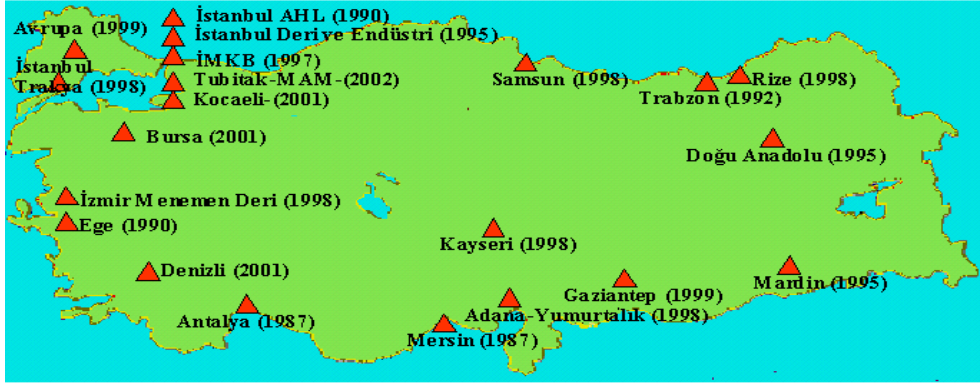 Avrupa (1999)
İstanbul
Trakya (1998)
İstanbul AHL (1990)
İstanbul Deri ve Endüstri (1995)
İMKB (1997)
Tubitak-MAM-(2002)
Kocaeli-(2001)
Bursa (2001)
Samsun (1998)
Rize (1998)
Trabzon (1992)
Doğu Anadolu (1995)
İzmir Menemen Deri (1998)
Ege (1990)
Kayseri (1998)
Denizli (2001)
Mardin (1995)
Gaziantep (1999)
Antalya (1987)
Adana-Yumurtalık (1998)
Mersin (1987)